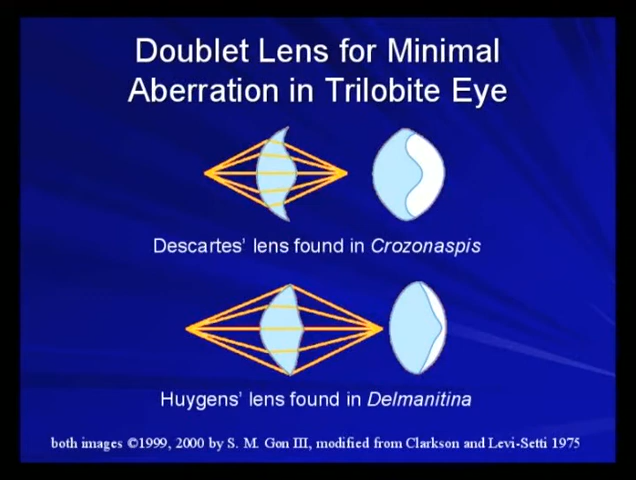 Doublet Lens for Minimal
Aberration in Trilobite Eye
Descartes' lens found in Crozonaspis
Huygens' lens found in Delmanitina
both images ©1999, 2000 by S. M. Gon III, modified from Clarkson and Levi-Setti 1975